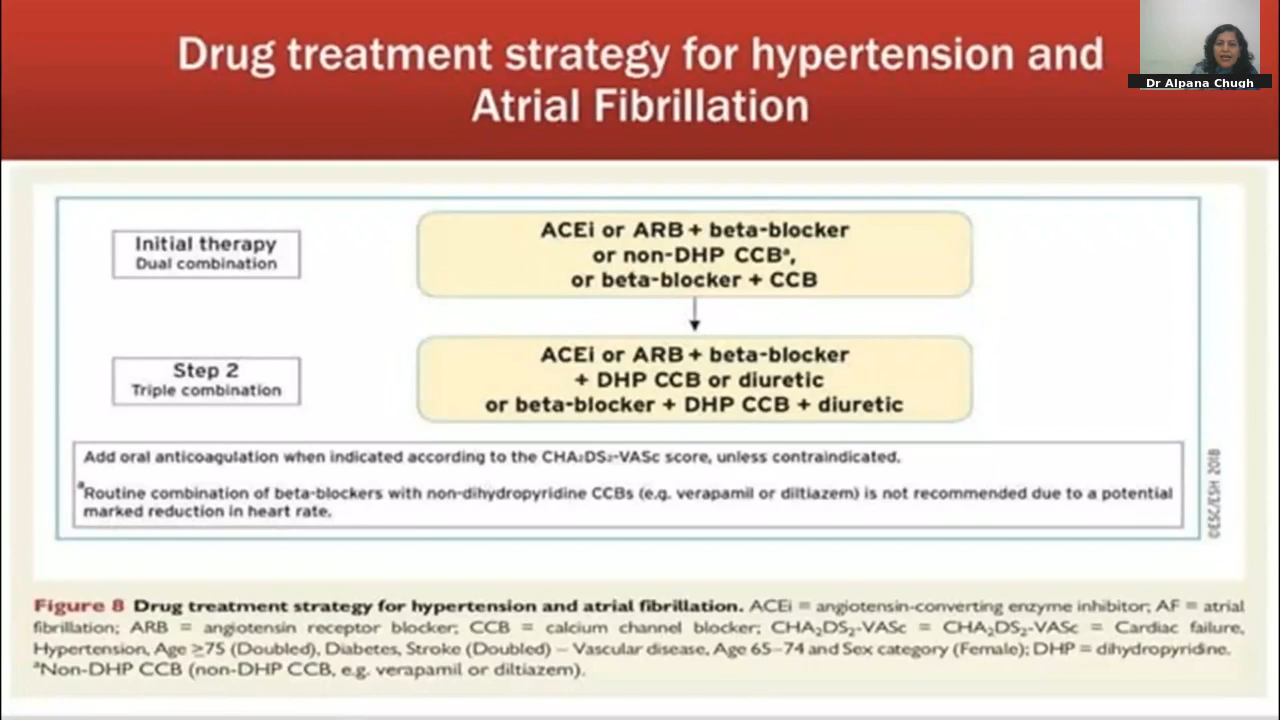 Drug treatment strategy for hypertension and
Atrial Fibrillation
Dr Alpana Chugh
Initial therapy
Dual combination
ACEi or ARB + beta-blocker
or non-DHP CCBᵃ,
or beta-blocker + CCB
Step 2
Triple combination
ACEi or ARB + beta-blocker
+ DHP CCB or diuretic
or beta-blocker + DHP CCB + diuretic
Add oral anticoagulation when indicated according to the CHA₂DS₂-VASc score, unless contraindicated.
ᵃRoutine combination of beta-blockers with non-dihydropyridine CCBs (e.g. verapamil or diltiazem) is not recommended due to a potential
marked reduction in heart rate.
©ESC/ESH 2018
Figure 8 Drug treatment strategy for hypertension and atrial fibrillation. ACEi = angiotensin-converting enzyme inhibitor; AF = atrial
fibrillation; ARB = angiotensin receptor blocker; CCB = calcium channel blocker; CHA₂DS₂-VASc = CHA₂DS₂-VASc = Cardiac failure,
Hypertension, Age ≥75 (Doubled), Diabetes, Stroke (Doubled) – Vascular disease, Age 65–74 and Sex category (Female); DHP = dihydropyridine.
ᵃNon-DHP CCB (non-DHP CCB, e.g. verapamil or diltiazem).